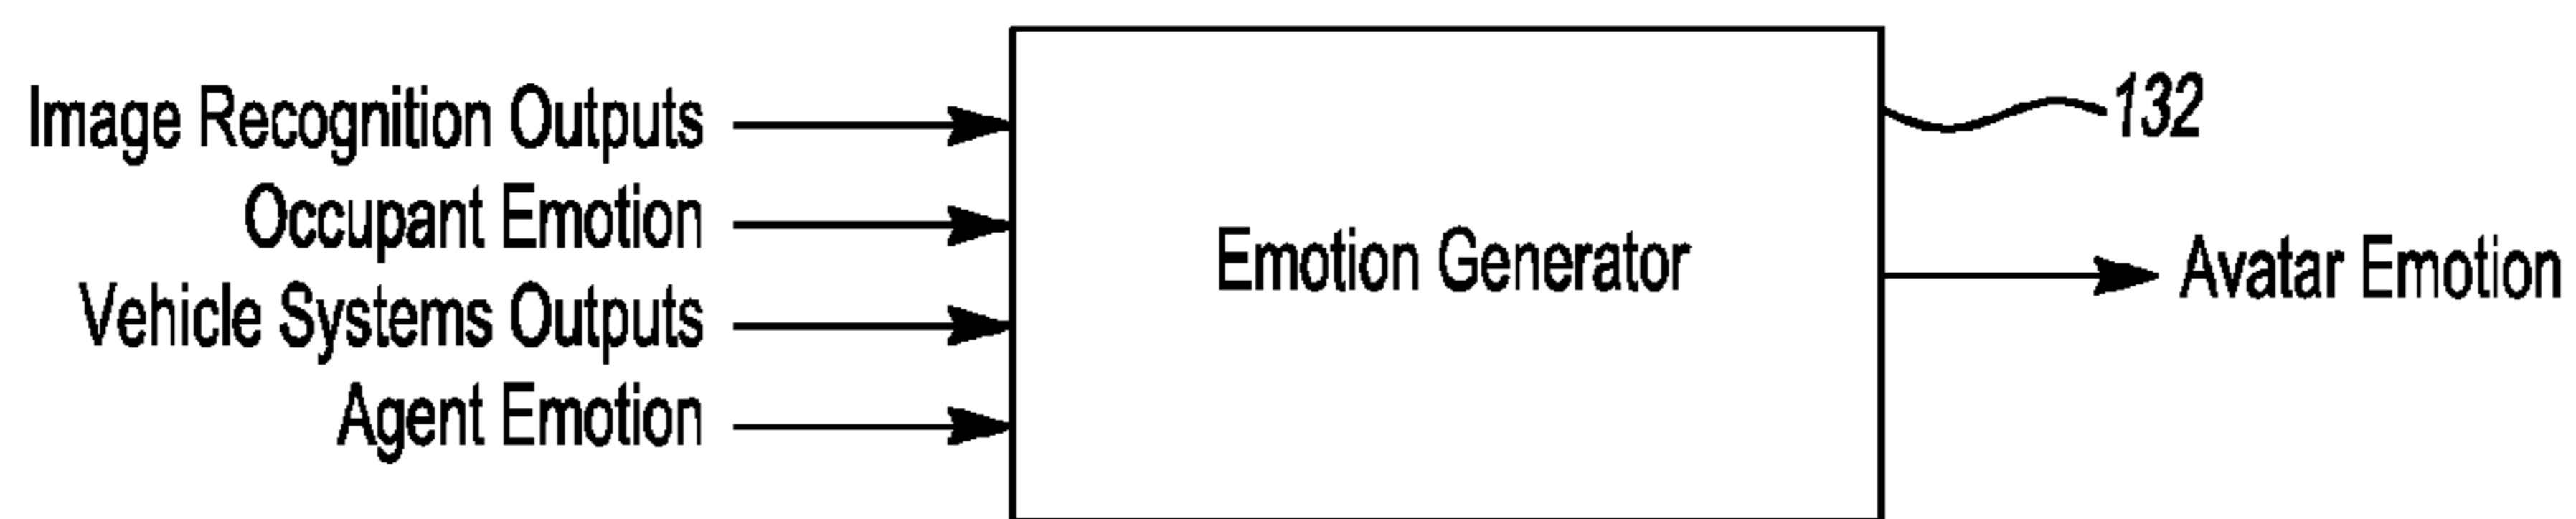 Image Recognition Outputs
Occupant Emotion
Vehicle Systems Outputs
Agent Emotion
Emotion Generator
132
Avatar Emotion